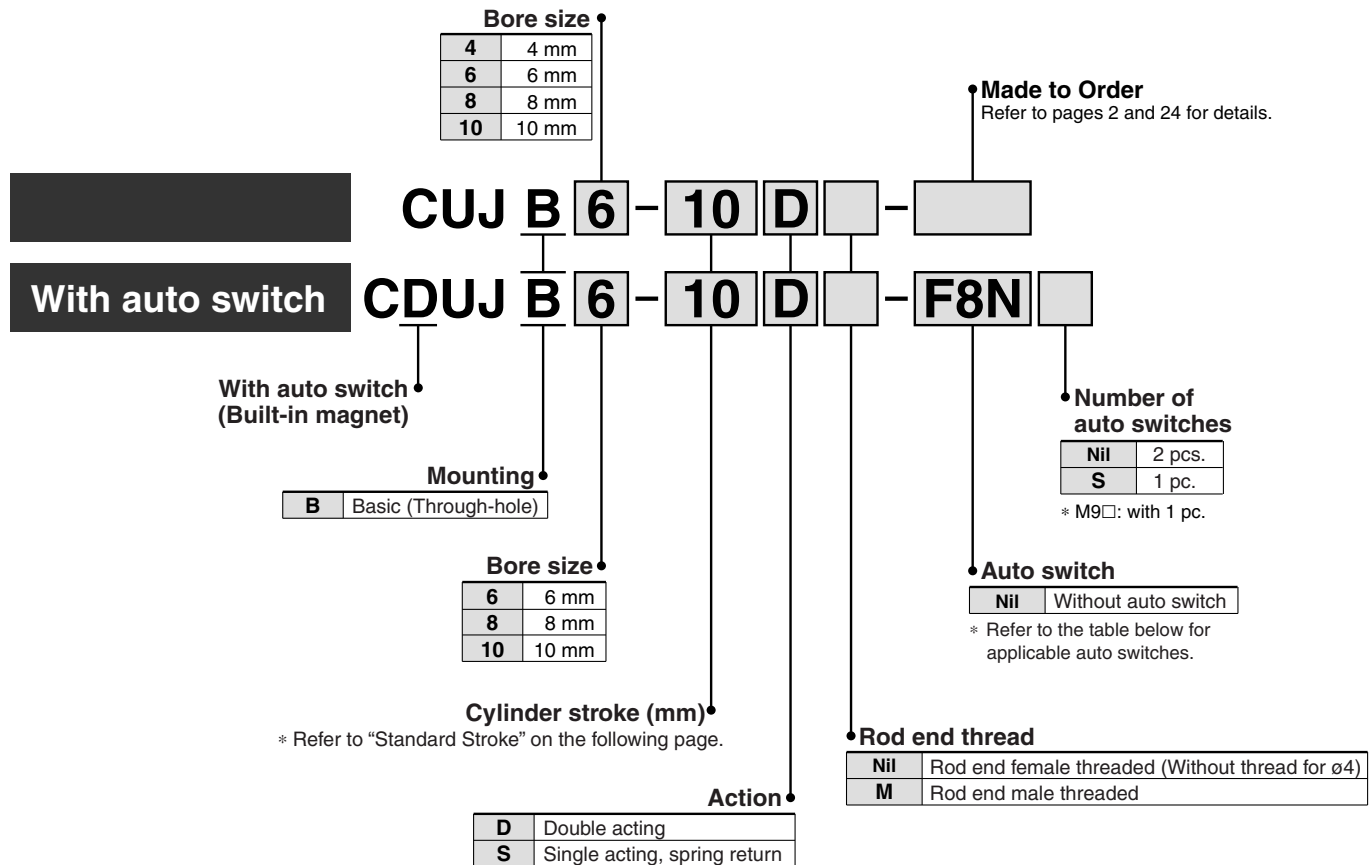 Bore size
4 4 mm
6 6 mm
8 8 mm
10 10 mm
Made to Order
Refer to pages 2 and 24 for details.
CUJ B 6 – 10 D –
With auto switch CDUJ B 6 – 10 D – F8N
With auto switch
(Built-in magnet)
Number of
auto switches
Nil 2 pcs.
S 1 pc.
* M9□: with 1 pc.
Mounting
B Basic (Through-hole)
Bore size
6 6 mm
8 8 mm
10 10 mm
Auto switch
Nil Without auto switch
* Refer to the table below for
applicable auto switches.
Cylinder stroke (mm)
* Refer to “Standard Stroke” on the following page.
Rod end thread
Nil Rod end female threaded (Without thread for ø4)
M Rod end male threaded
Action
D Double acting
S Single acting, spring return